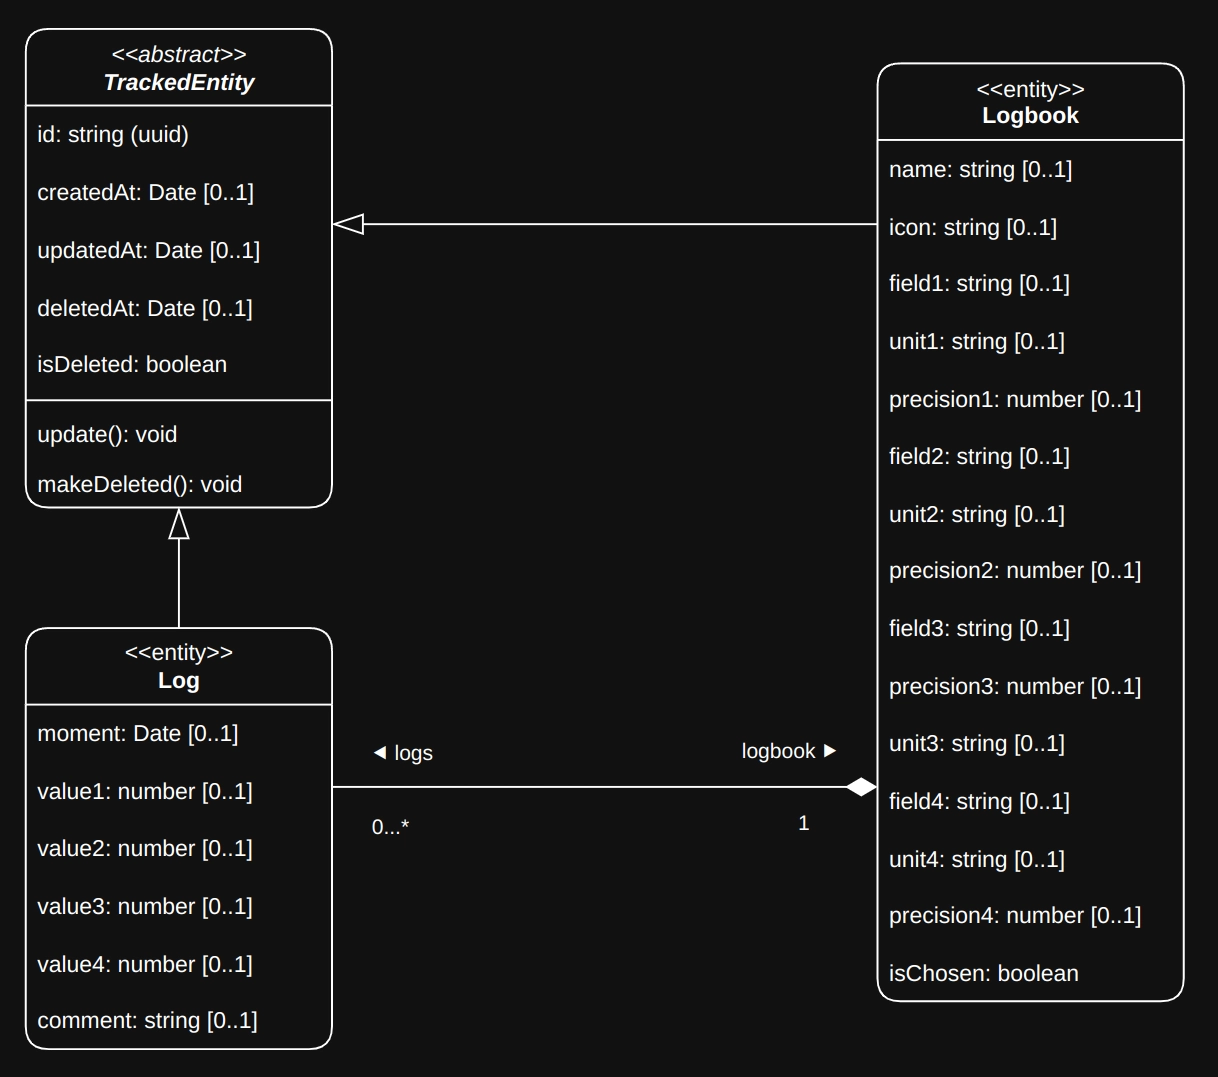 <<abstract>>
TrackedEntity
id: string (uuid)
createdAt: Date [0..1]
updatedAt: Date [0..1]
deletedAt: Date [0..1]
isDeleted: boolean
update(): void
makeDeleted(): void
<<entity>>
Logbook
name: string [0..1]
icon: string [0..1]
field1: string [0..1]
unit1: string [0..1]
precision1: number [0..1]
field2: string [0..1]
unit2: string [0..1]
precision2: number [0..1]
field3: string [0..1]
precision3: number [0..1]
unit3: string [0..1]
field4: string [0..1]
unit4: string [0..1]
precision4: number [0..1]
isChosen: boolean
<<entity>>
Log
moment: Date [0..1]
value1: number [0..1]
value2: number [0..1]
value3: number [0..1]
value4: number [0..1]
comment: string [0..1]
◀ logs
logbook ▶
0...*
1